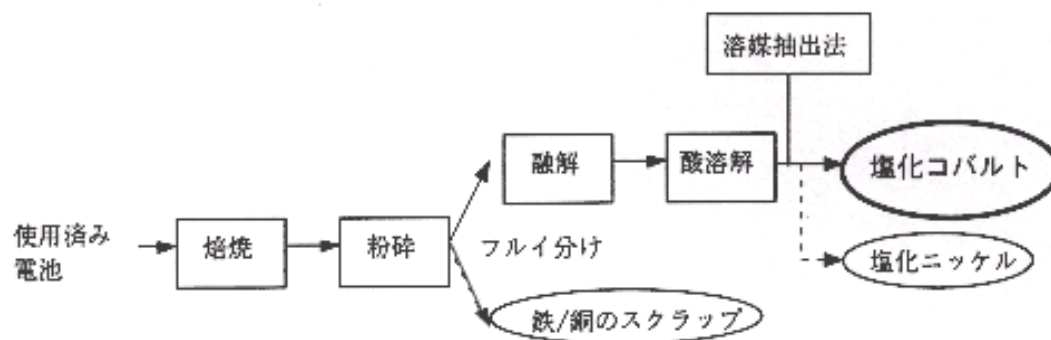 溶媒抽出法
融解
酸溶解
塩化コバルト
使用済み
電池
焙焼
粉砕
フルイ分け
塩化ニッケル
鉄/銅のスクラップ